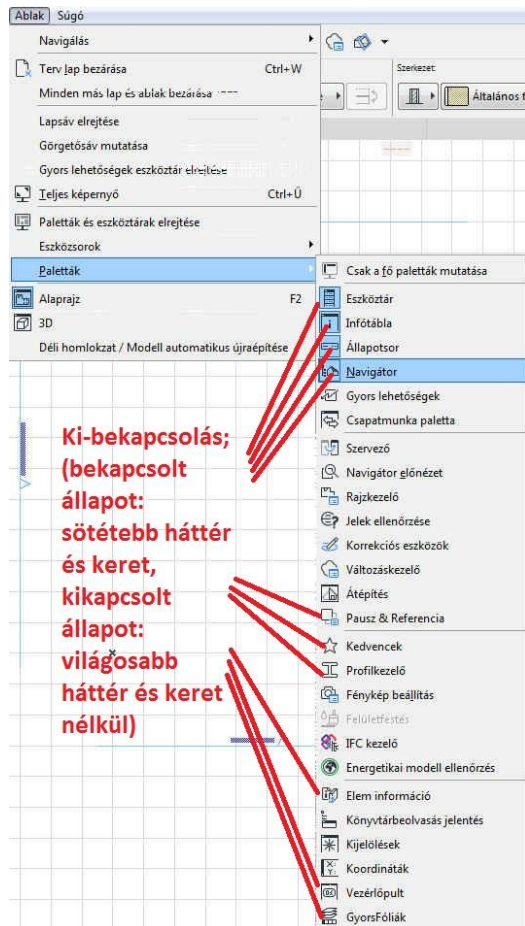 Ablak Súgó
Navigálás
Terv lap bezárása Ctrl+W
Minden más lap és ablak bezárása
Lapsáv elrejtése
Görgetősáv mutatása
Gyors lehetőségek eszköztár elrejtése
Teljes képernyő Ctrl+Ü
Paletták és eszköztárak elrejtése
Eszközsorok
Paletták
Alaprajz F2
3D
Déli homlokzat / Modell automatikus újraépítése
Szerkezet:
Általános f
Csak a fő paletták mutatása
Eszköztár
Infótábla
Állapotsor
Navigátor
Gyors lehetőségek
Csapatmunka paletta
Szervező
Navigátor előnézet
Rajzkezelő
Jelek ellenőrzése
Korrekciós eszközök
Változáskezelő
Átépítés
Pausz & Referencia
Kedvencek
Profilkezelő
Fénykép beállítás
Felületfestés
IFC kezelő
Energetikai modell ellenőrzés
Elem információ
Könyvtárbeolvasás jelentés
Kijelölések
Koordináták
Vezérlőpult
GyorsFóliák
Ki-bekapcsolás;
(bekapcsolt
állapot:
sötétebb háttér
és keret,
kikapcsolt
állapot:
világosabb
háttér és keret
nélkül)